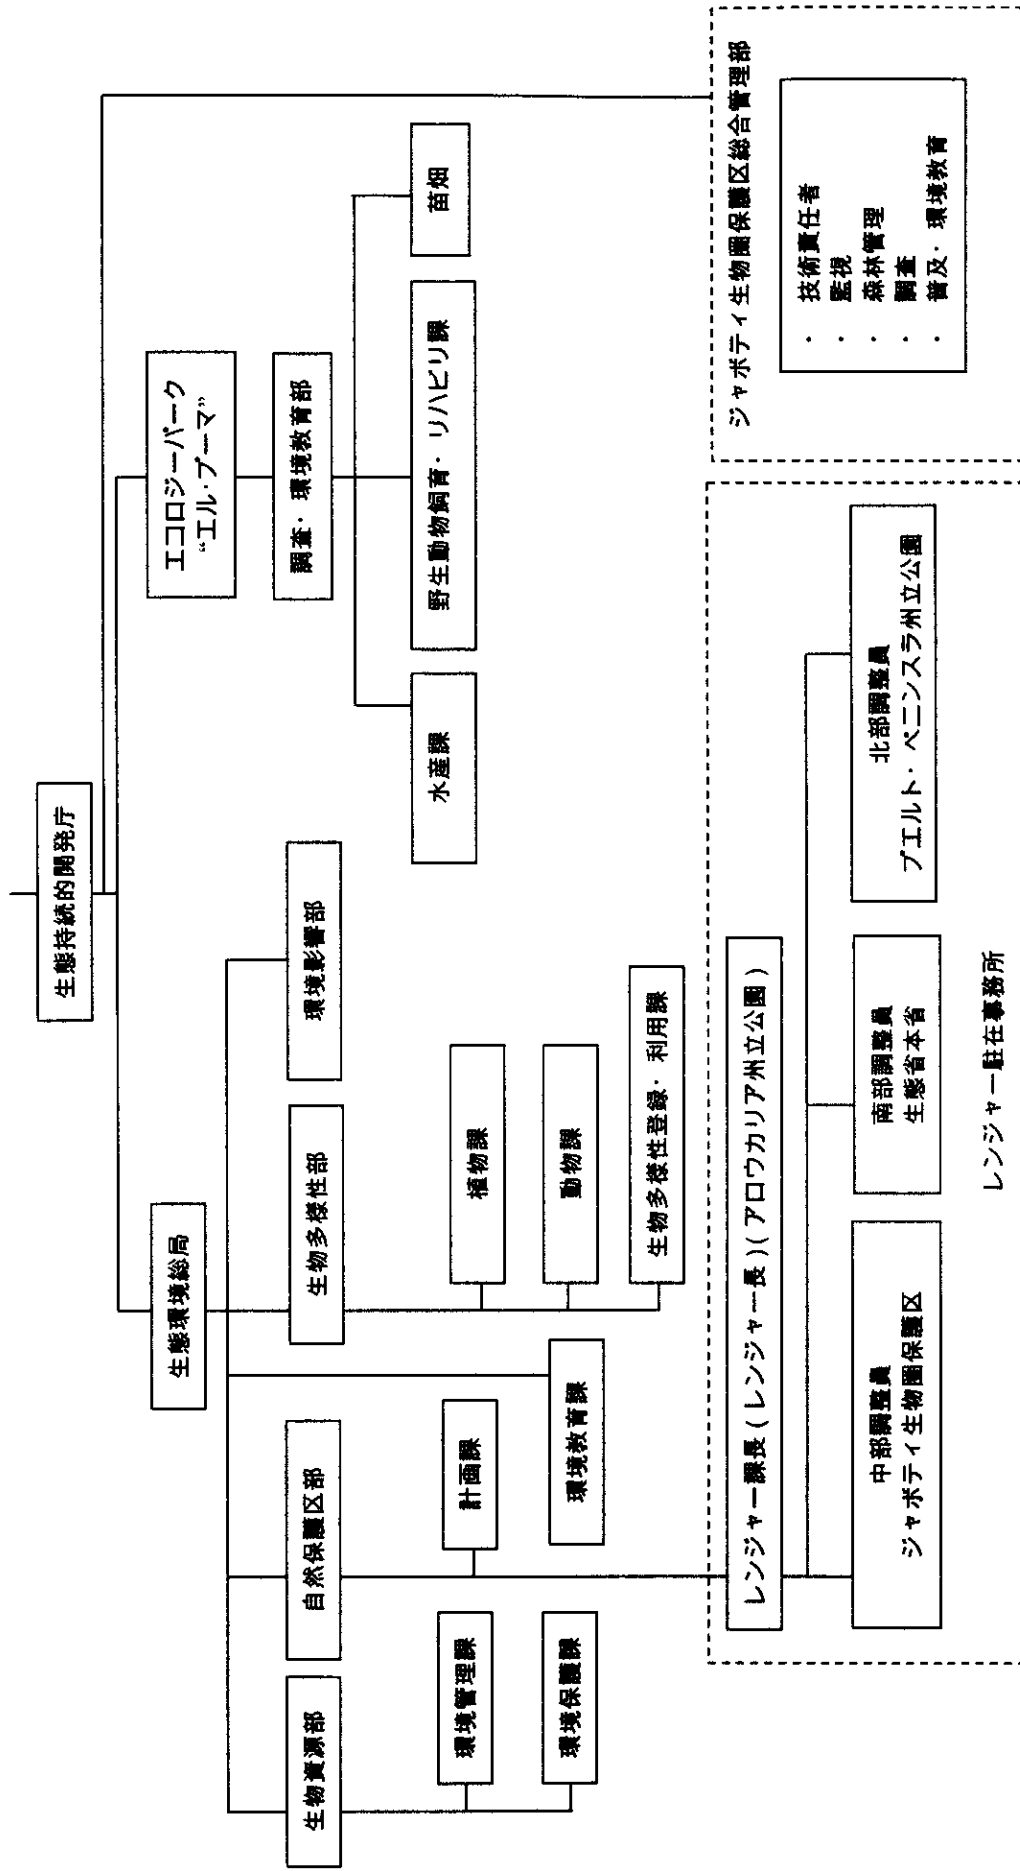 生態持続的開発庁
生態環境総局
エコロジーパーク
“エル・プーマ”
生物資源部
自然保護区部
生物多様性部
環境影響部
調査・環境教育部
環境管理課
環境保護課
計画課
環境教育課
植物課
動物課
生物多様性登録・利用課
水産課
野生動物飼育・リハビリ課
苗畑
レンジャー課長(レンジャー長)(アロウカリア州立公園)
中部調整員
ジャボティ生物圏保護区
南部調整員
生態省本省
北部調整員
プエルト・ペニンスラ州立公園
レンジャー駐在事務所
ジャボティ生物圏保護区総合管理部
・ 技術責任者
・ 監視
・ 森林管理
・ 調査
・ 普及・環境教育